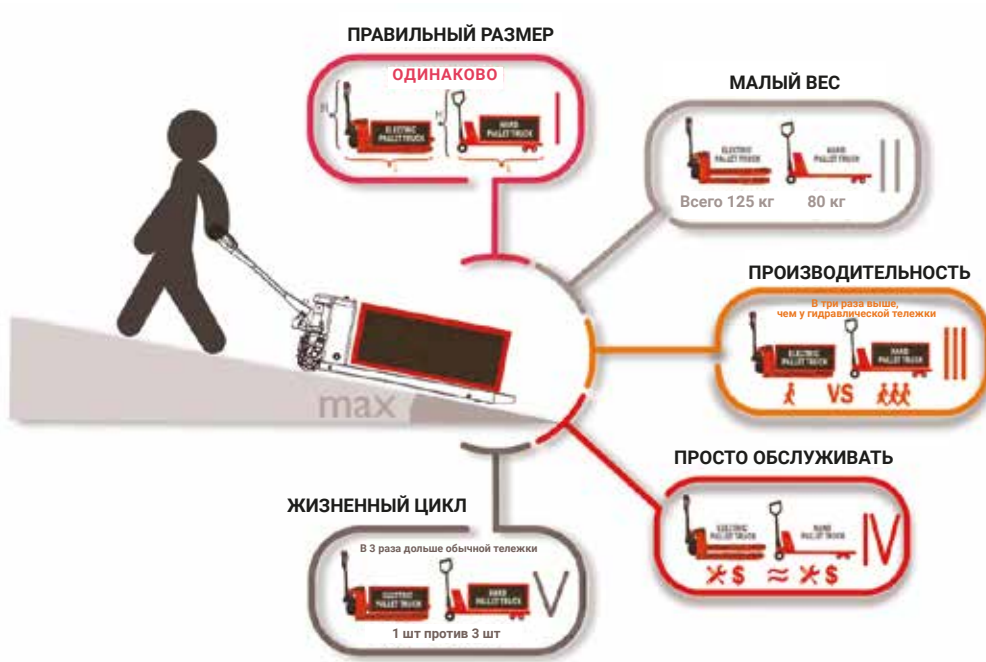 ПРАВИЛЬНЫЙ РАЗМЕР
ОДИНАКОВО
H
ELECTRIC
PALLET TRUCK
L
H
HAND
PALLET TRUCK
L
I
МАЛЫЙ ВЕС
ELECTRIC
PALLET TRUCK
HAND
PALLET TRUCK
II
Всего 125 кг
80 кг
ПРОИЗВОДИТЕЛЬНОСТЬ
В три раза выше,
чем у гидравлической тележки
ELECTRIC
PALLET TRUCK
HAND
PALLET TRUCK
III
VS
max
ПРОСТО ОБСЛУЖИВАТЬ
ELECTRIC
PALLET TRUCK
HAND
PALLET TRUCK
IV
$ ≈ $
ЖИЗНЕННЫЙ ЦИКЛ
В 3 раза дольше обычной тележки
ELECTRIC
PALLET TRUCK
HAND
PALLET TRUCK
V
1 шт против 3 шт